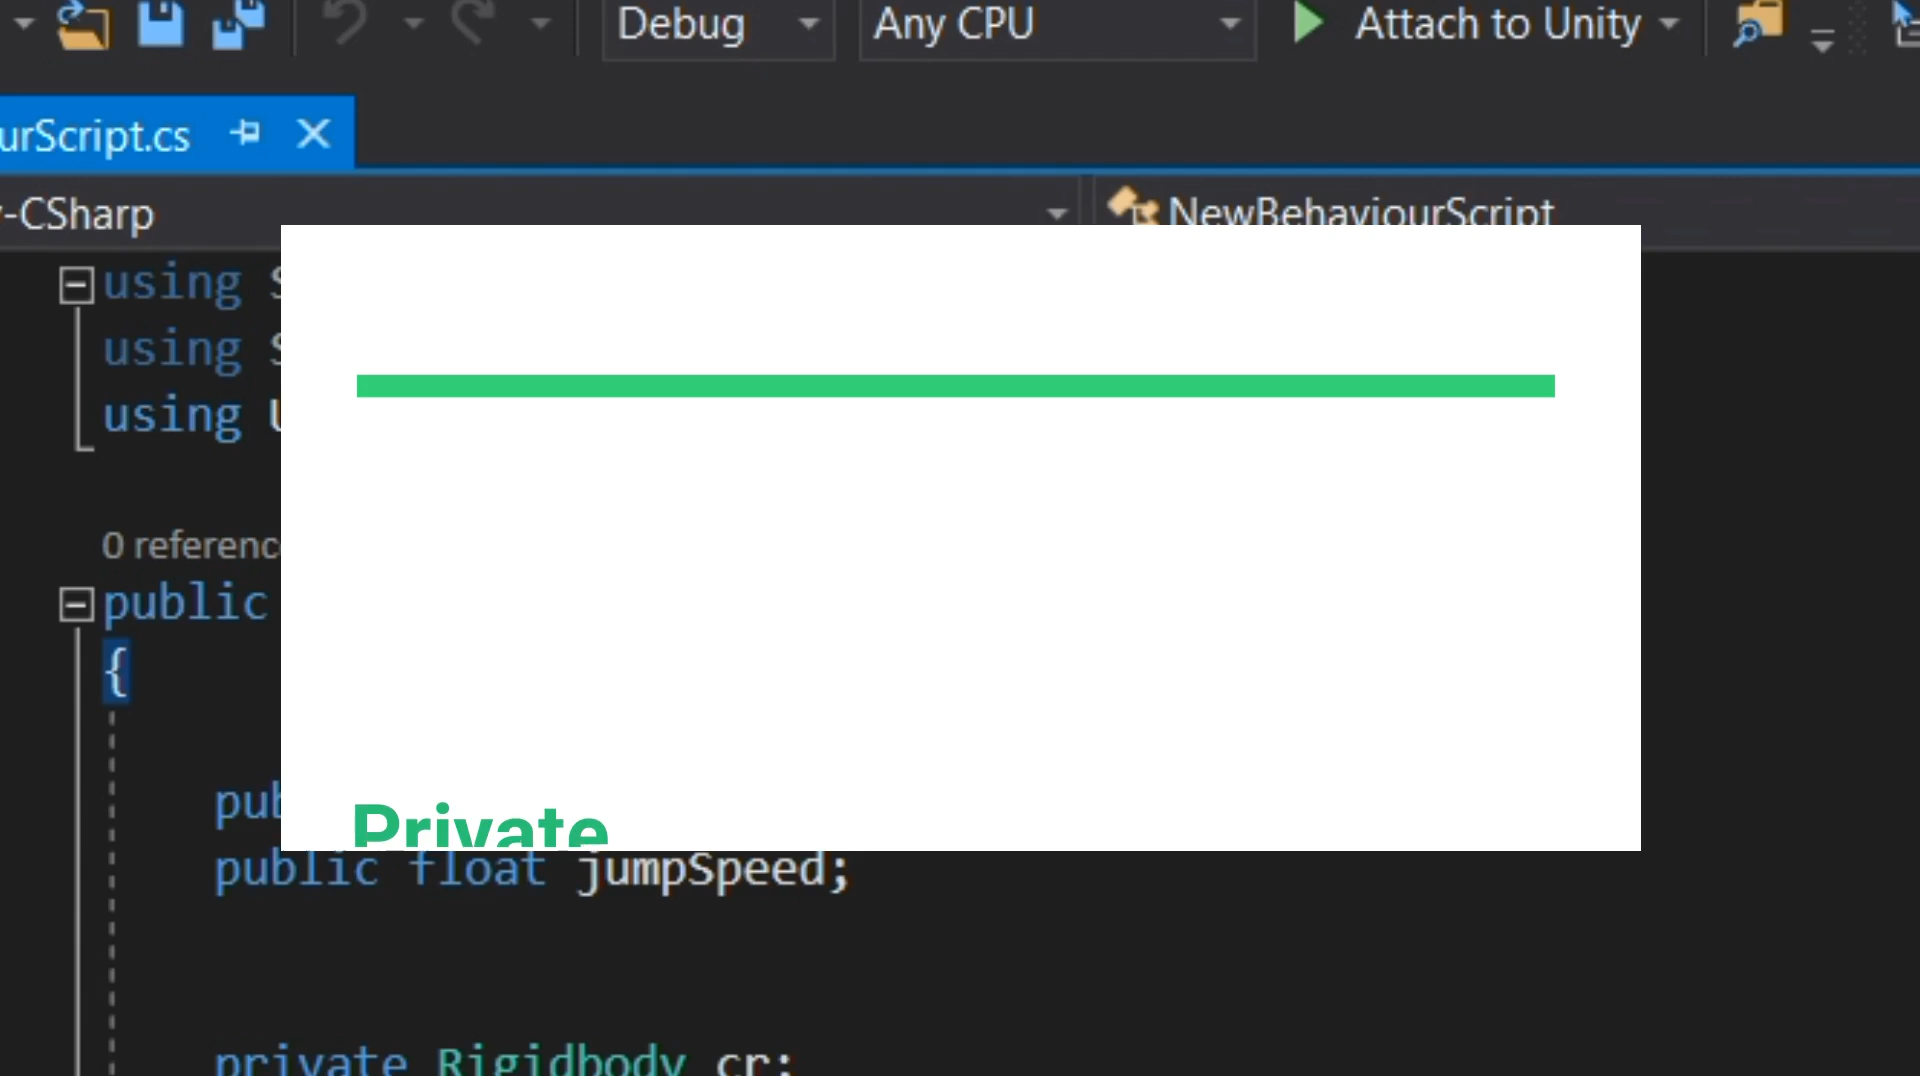 Debug Any CPU Attach to Unity
urScript.cs
-CSharp NewBehaviourScript
using
using
using
0 referenc
public
{
Private
public float jumpSpeed;
private Rigidbody cr;